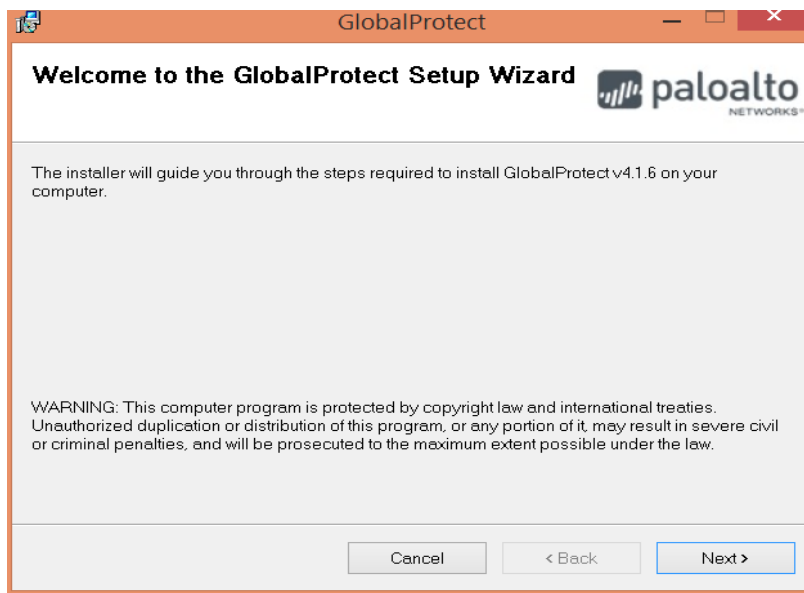 GlobalProtect
Welcome to the GlobalProtect Setup Wizard
paloalto
NETWORKS®
The installer will guide you through the steps required to install GlobalProtect v4.1.6 on your
computer.
WARNING: This computer program is protected by copyright law and international treaties.
Unauthorized duplication or distribution of this program, or any portion of it, may result in severe civil
or criminal penalties, and will be prosecuted to the maximum extent possible under the law.
Cancel
< Back
Next >